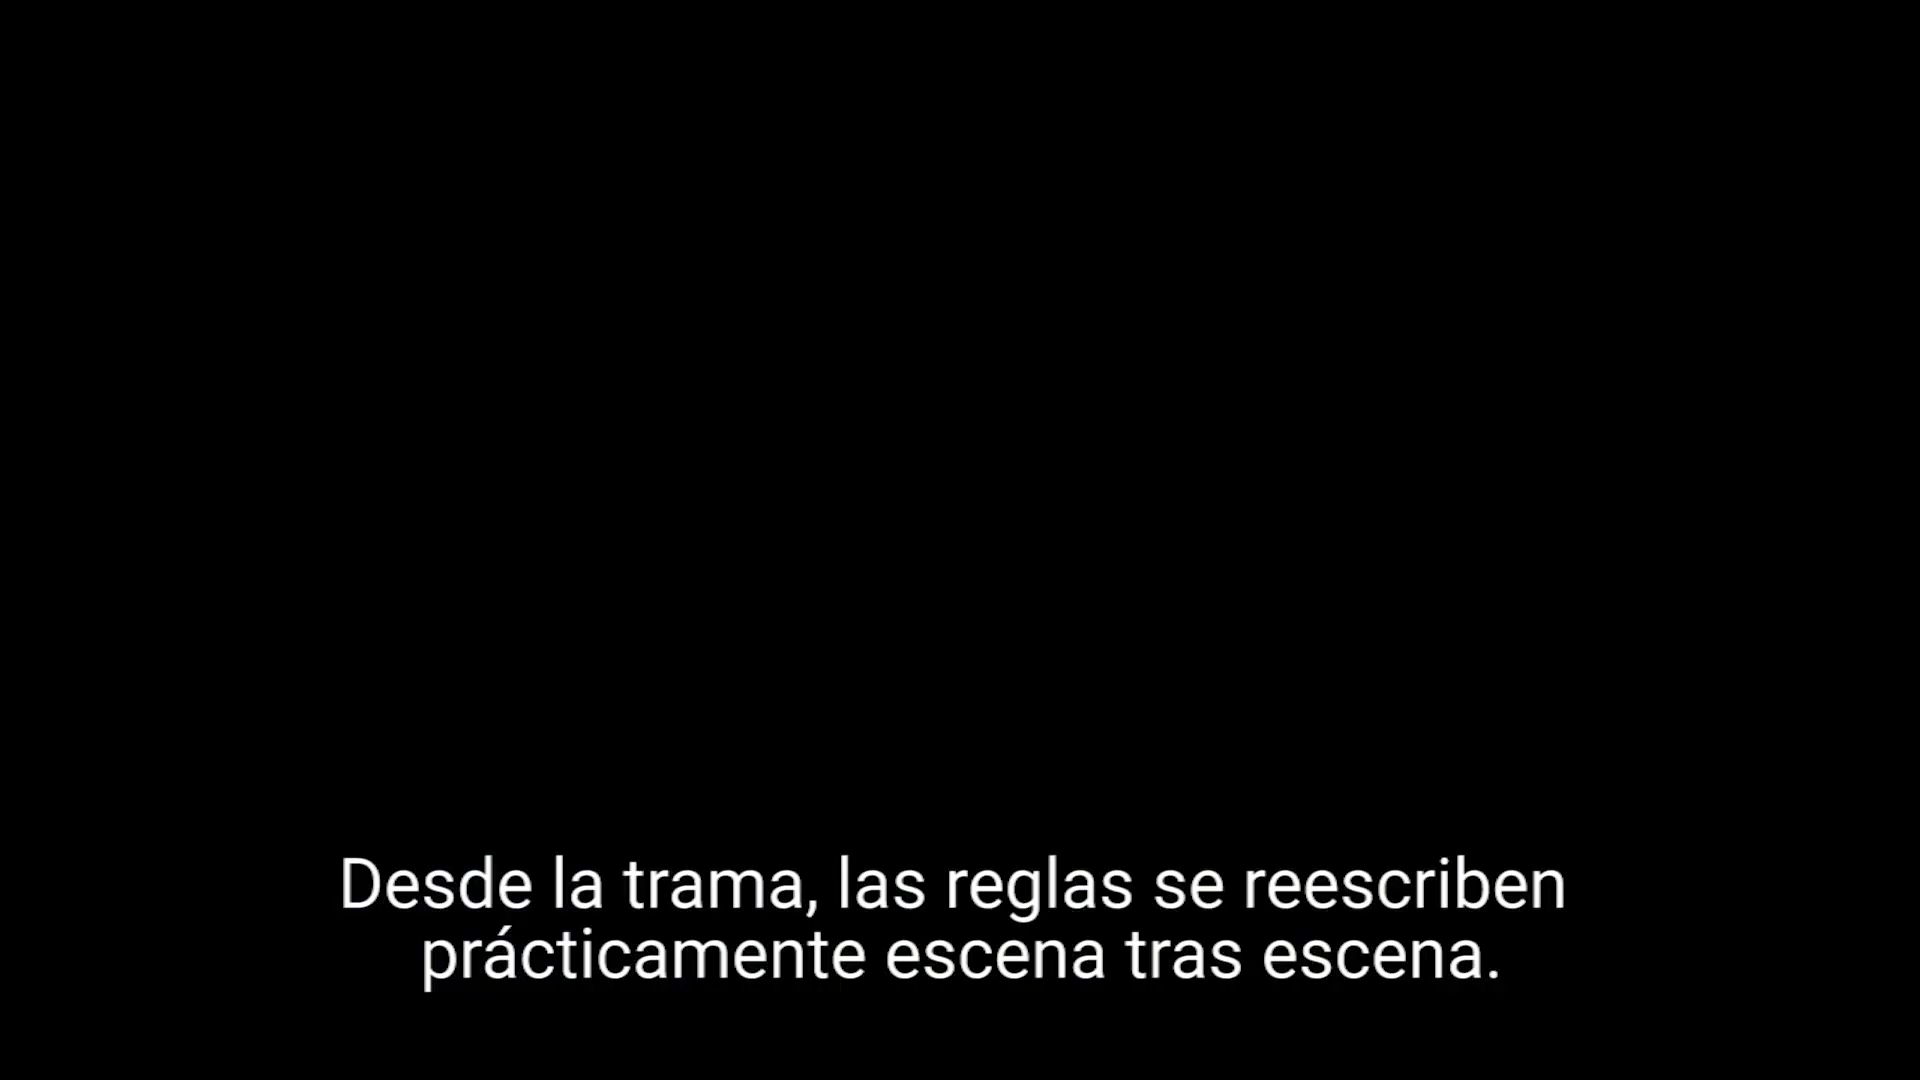 Desde la trama, las reglas se reescriben
prácticamente escena tras escena.